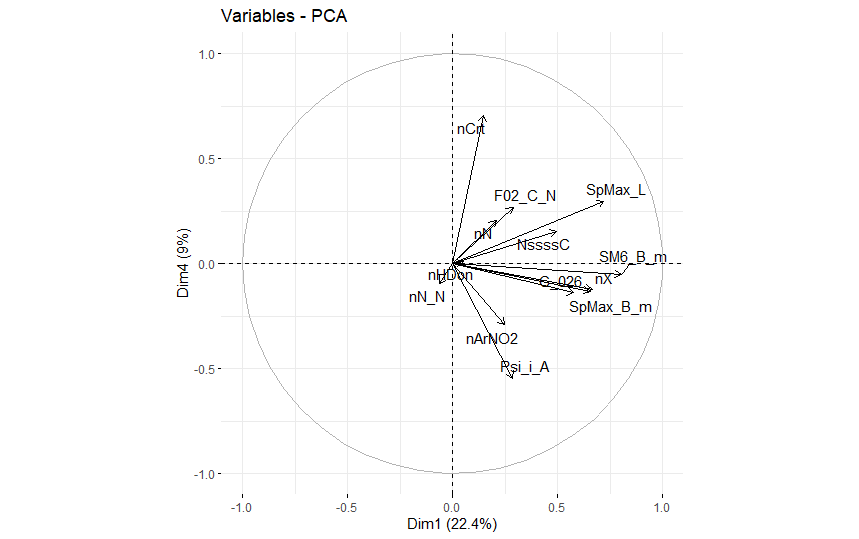 Variables - PCA
1.0
0.5
0.0
-0.5
-1.0
Dim4 (9%)
nCrt
F02_C_N
SpMax_L
nN
NssssC
SM6_B_m
nHDon
C_026
nX
nN_N
SpMax_B_m
nArNO2
Psi_i_A
-1.0
-0.5
0.0
0.5
1.0
Dim1 (22.4%)